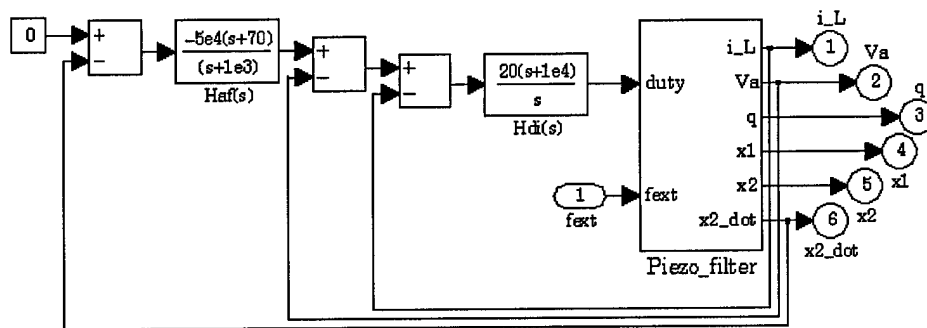 i_L
0
+
−
-5e4(s+70)
(s+1e3)
Haf(s)
+
−
+
−
20(s+1e4)
s
Hdi(s)
duty
fext
i_L
Va
q
x1
x2
x2_dot
Piezo_filter
1
fext
1
Va
2
q
3
4
x1
5
x2
6
x2_dot